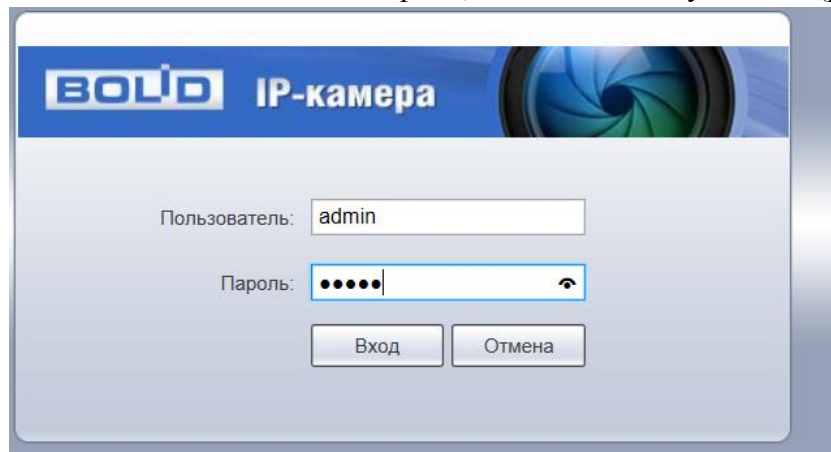 BOLID IP-камера
Пользователь: admin
Пароль: •••••
Вход Отмена